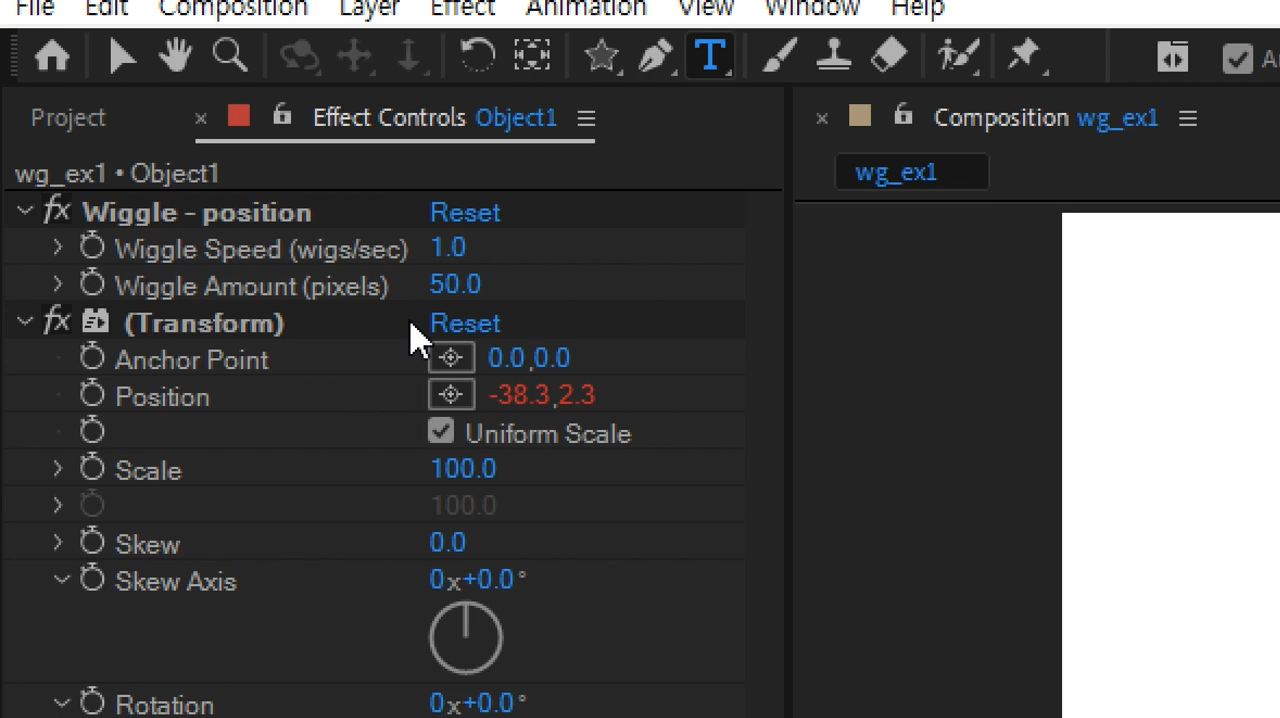 File Edit Composition Layer Effect Animation View Window Help
T
Project × Effect Controls Object1
× Composition wg_ex1
wg_ex1 • Object1
wg_ex1
fx Wiggle - position Reset
Wiggle Speed (wigs/sec) 1.0
Wiggle Amount (pixels) 50.0
fx (Transform) Reset
Anchor Point 0.0,0.0
Position -38.3,2.3
Uniform Scale
Scale 100.0
100.0
Skew 0.0
Skew Axis 0x+0.0°
Rotation 0x+0.0°